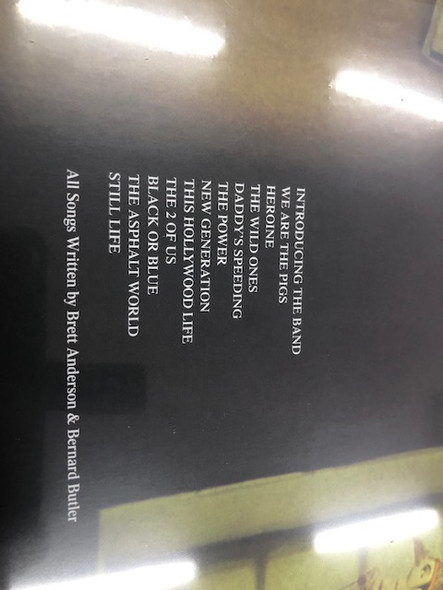 INTRODUCING THE BAND
WE ARE THE PIGS
HEROINE
THE WILD ONES
DADDY'S SPEEDING
THE POWER
NEW GENERATION
THIS HOLLYWOOD LIFE
THE 2 OF US
BLACK OR BLUE
THE ASPHALT WORLD
STILL LIFE
All Songs Written by Brett Anderson & Bernard Butler